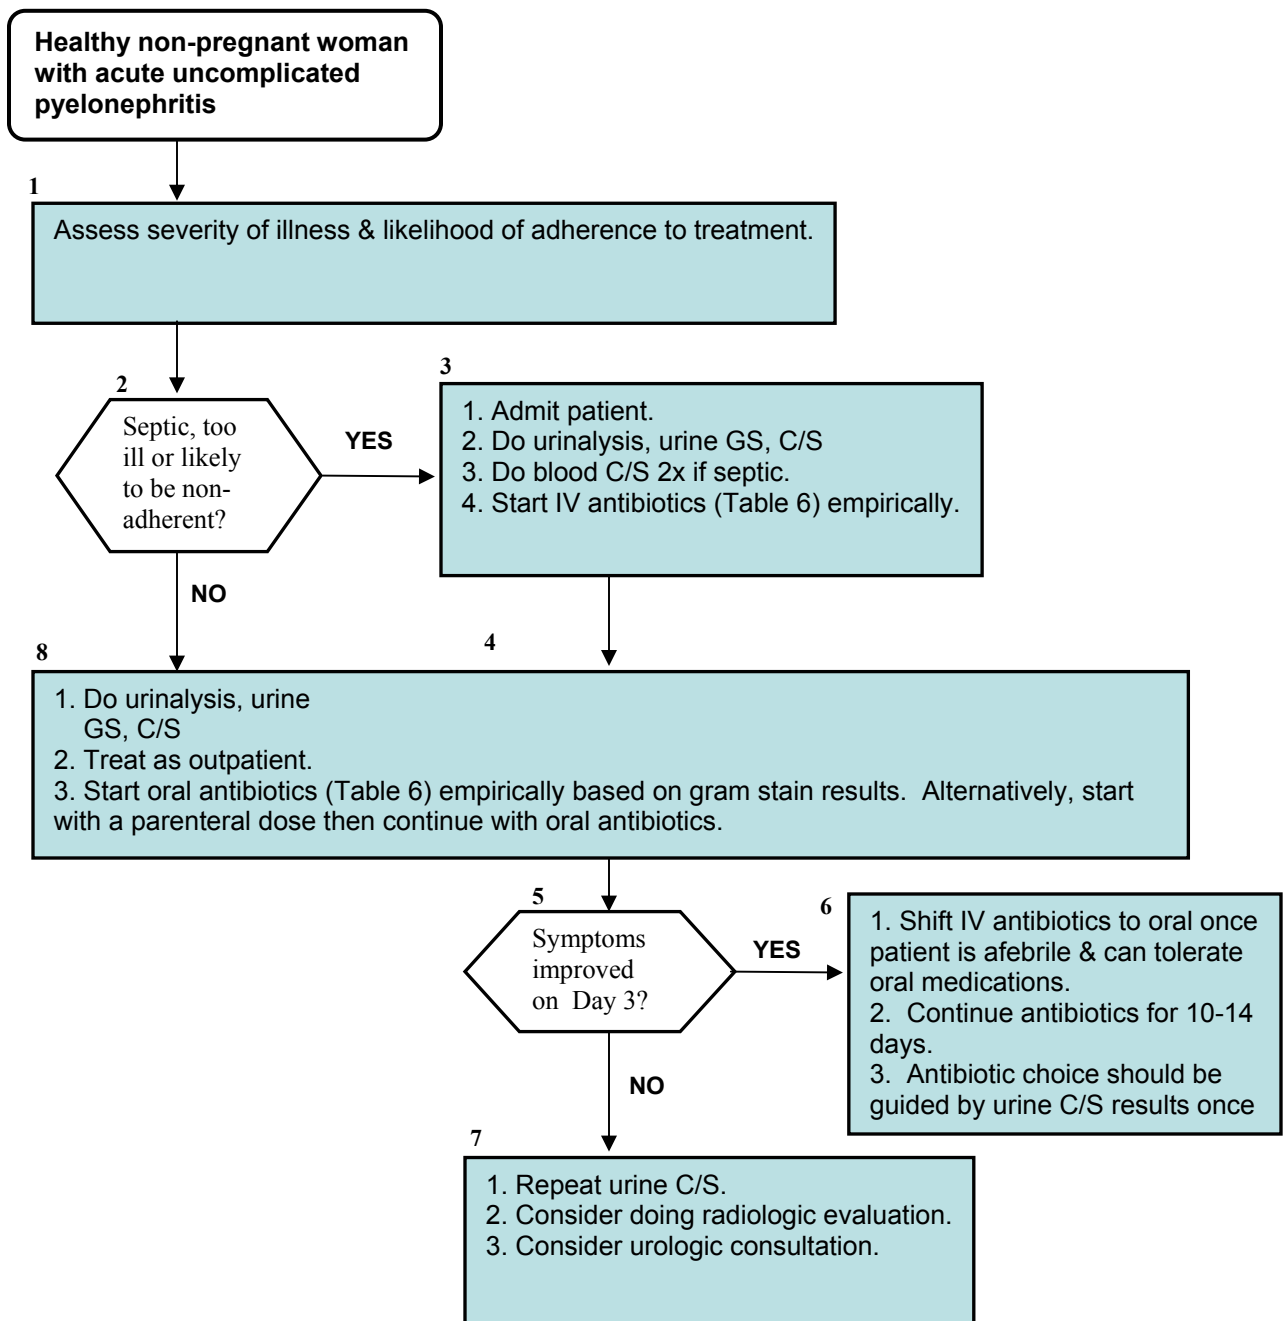 Healthy non-pregnant woman
with acute uncomplicated
pyelonephritis
1
Assess severity of illness & likelihood of adherence to treatment.
2
Septic, too
ill or likely
to be non-
adherent?
YES
3
1. Admit patient.
2. Do urinalysis, urine GS, C/S
3. Do blood C/S 2x if septic.
4. Start IV antibiotics (Table 6) empirically.
NO
8
4
1. Do urinalysis, urine
GS, C/S
2. Treat as outpatient.
3. Start oral antibiotics (Table 6) empirically based on gram stain results.  Alternatively, start
with a parenteral dose then continue with oral antibiotics.
5
Symptoms
improved
on  Day 3?
YES
6
1. Shift IV antibiotics to oral once
patient is afebrile & can tolerate
oral medications.
2.  Continue antibiotics for 10-14
days.
3.  Antibiotic choice should be
guided by urine C/S results once
NO
7
1. Repeat urine C/S.
2. Consider doing radiologic evaluation.
3. Consider urologic consultation.